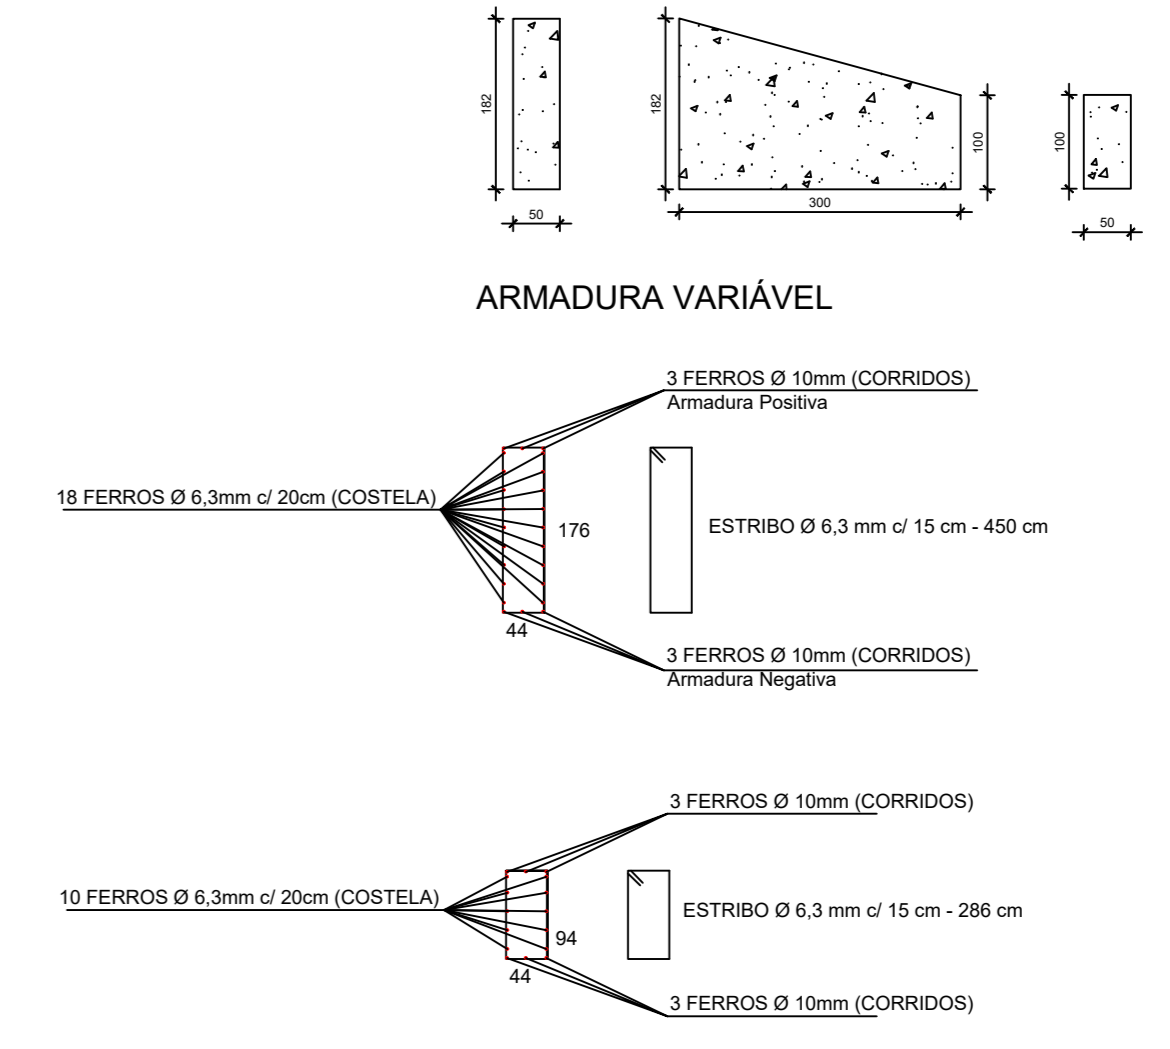 182
50
182
300
100
100
50
ARMADURA VARIÁVEL
3 FERROS Ø 10mm (CORRIDOS)
Armadura Positiva
18 FERROS Ø 6,3mm c/ 20cm (COSTELA)
176
ESTRIBO Ø 6,3 mm c/ 15 cm - 450 cm
44
3 FERROS Ø 10mm (CORRIDOS)
Armadura Negativa
3 FERROS Ø 10mm (CORRIDOS)
10 FERROS Ø 6,3mm c/ 20cm (COSTELA)
ESTRIBO Ø 6,3 mm c/ 15 cm - 286 cm
94
44
3 FERROS Ø 10mm (CORRIDOS)